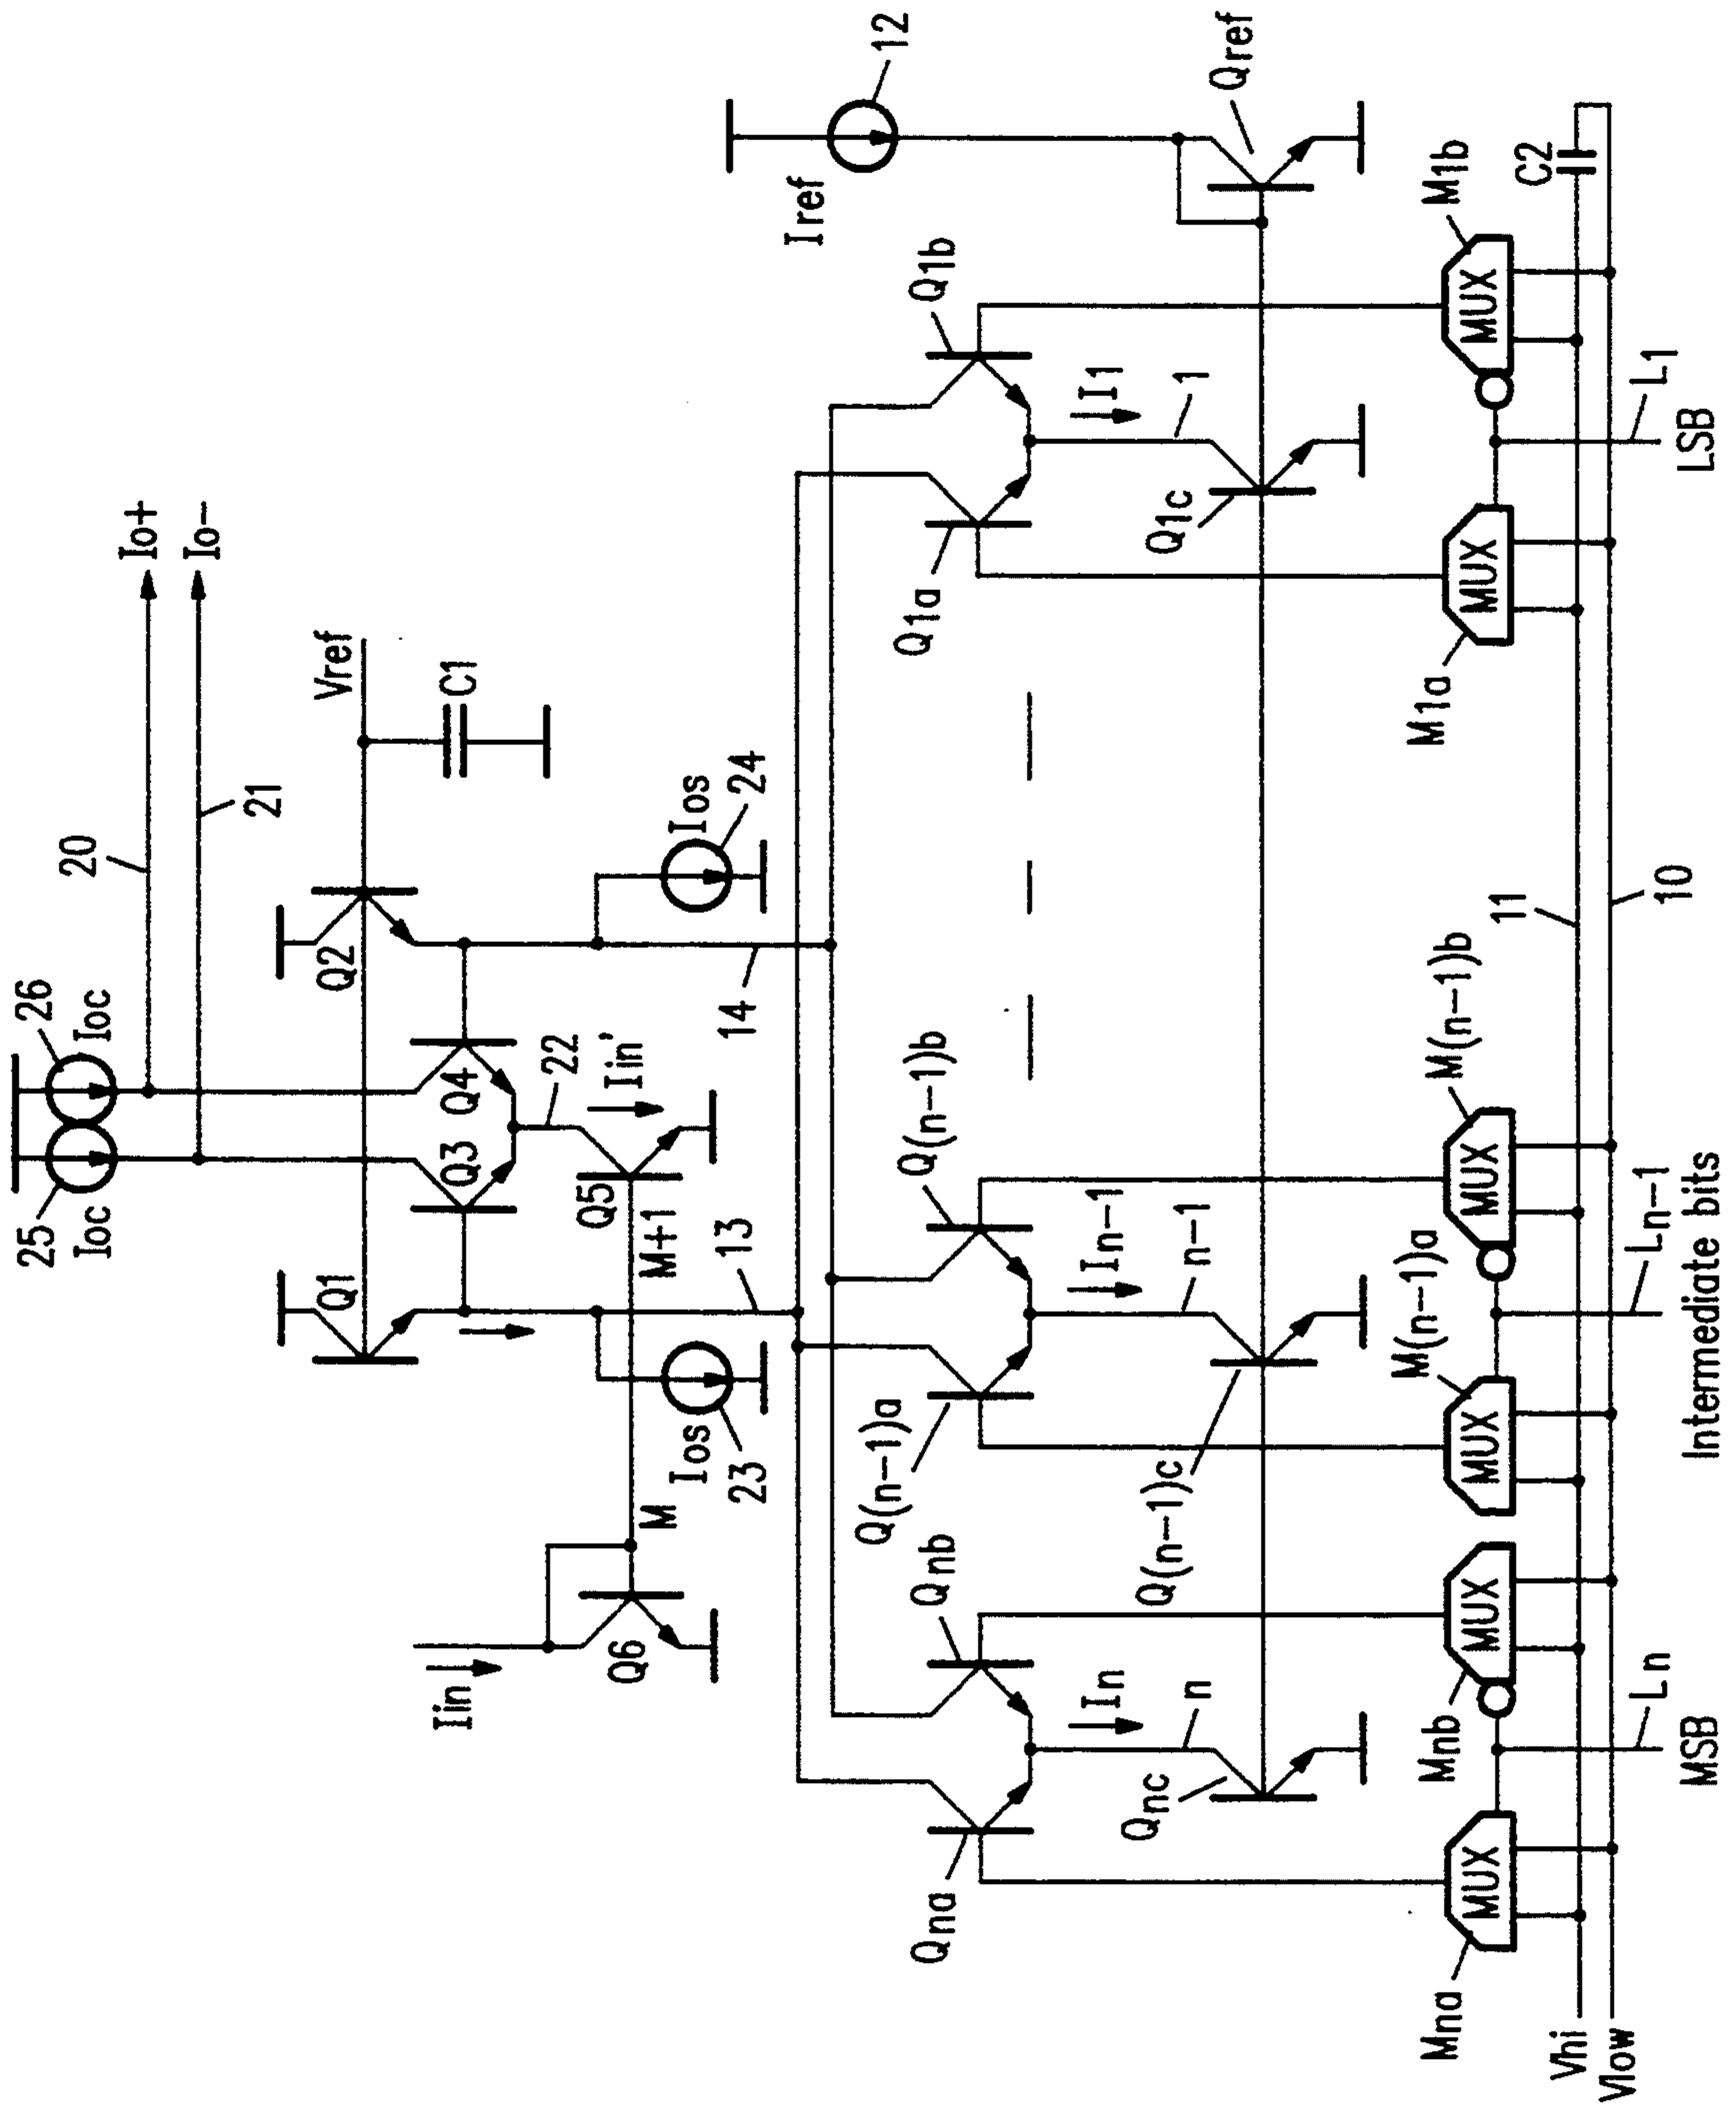 25
26
Ioc
Ioc
20
Io+
21
Io-
Q1
Q2
Vref
C1
Q3
Q4
Iin
Q6
M
Q5
M+1
22
Iin'
Ios
23
13
14
Ios
24
Iref
12
Qna
Qnb
Q(n-1)a
Q(n-1)b
Q1a
Q1b
In
n
In-1
n-1
I1
1
Qnc
Q(n-1)c
Q1c
Qref
Mna
MUX
Mnb
MUX
M(n-1)a
MUX
M(n-1)b
MUX
M1a
MUX
M1b
MUX
C2
Vhi
Vlow
11
10
Ln
MSB
Ln-1
Intermediate bits
L1
LSB